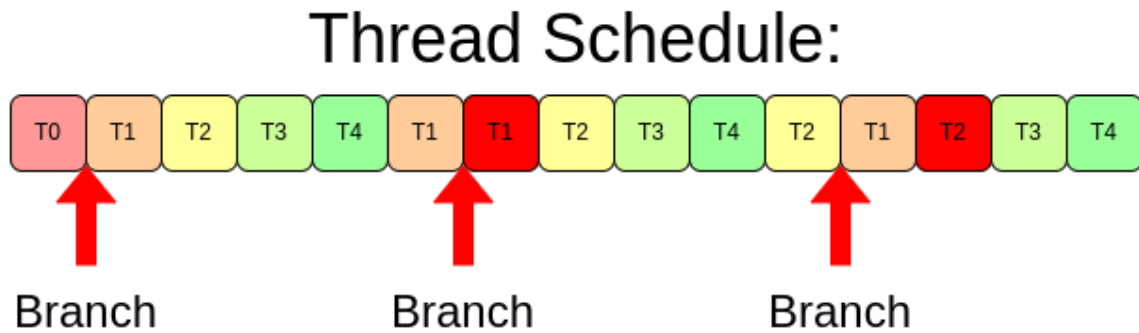 Thread Schedule:
T0 T1 T2 T3 T4 T1 T1 T2 T3 T4 T2 T1 T2 T3 T4
Branch Branch Branch